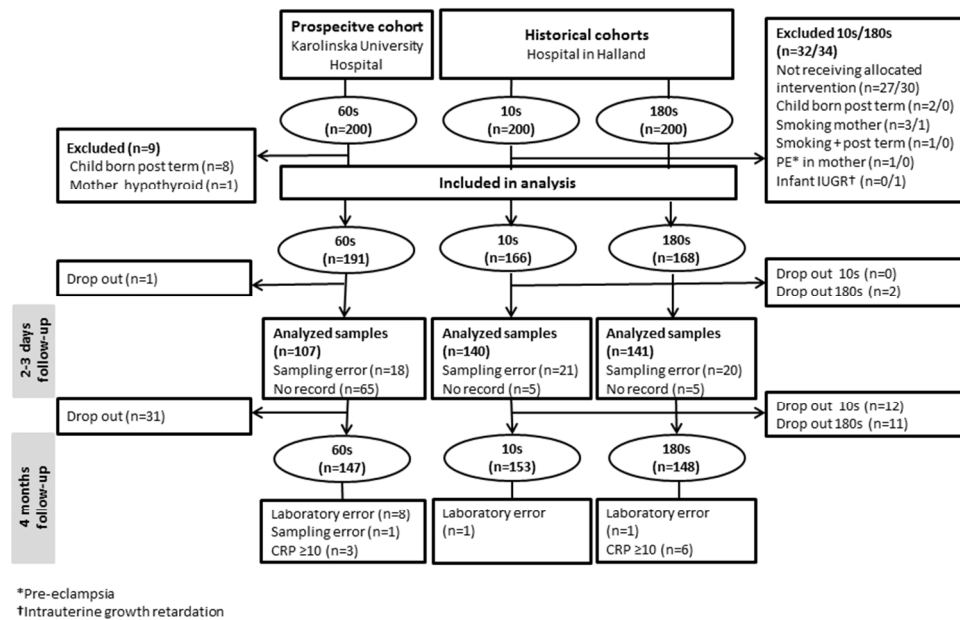 Prospecitve cohort
Karolinska University
Hospital
Historical cohorts
Hospital in Halland
Excluded 10s/180s
(n=32/34)
Not receiving allocated
intervention (n=27/30)
Child born post term (n=2/0)
Smoking mother (n=3/1)
Smoking + post term (n=1/0)
PE* in mother (n=1/0)
Infant IUGR† (n=0/1)
60s
(n=200)
10s
(n=200)
180s
(n=200)
Excluded (n=9)
Child born post term (n=8)
Mother hypothyroid (n=1)
Included in analysis
60s
(n=191)
10s
(n=166)
180s
(n=168)
Drop out (n=1)
Drop out 10s (n=0)
Drop out 180s (n=2)
2-3 days
follow-up
Analyzed samples
(n=107)
Sampling error (n=18)
No record (n=65)
Analyzed samples
(n=140)
Sampling error (n=21)
No record (n=5)
Analyzed samples
(n=141)
Sampling error (n=20)
No record (n=5)
Drop out (n=31)
Drop out 10s (n=12)
Drop out 180s (n=11)
4 months
follow-up
60s
(n=147)
10s
(n=153)
180s
(n=148)
Laboratory error (n=8)
Sampling error (n=1)
CRP ≥10 (n=3)
Laboratory error
(n=1)
Laboratory error
(n=1)
CRP ≥10 (n=6)
*Pre-eclampsia
†Intrauterine growth retardation